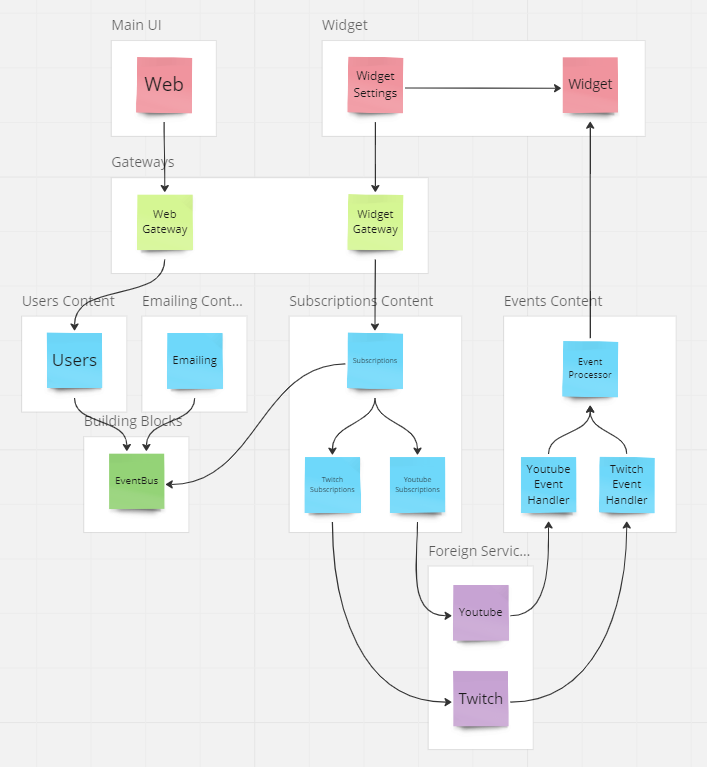 Main UI
Widget
Web
Widget
Settings
Widget
Gateways
Web
Gateway
Widget
Gateway
Users Content
Emailing Cont...
Subscriptions Content
Events Content
Users
Emailing
Subscriptions
Event
Processor
Building Blocks
EventBus
Twitch
Subscriptions
Youtube
Subscriptions
Youtube
Event
Handler
Twitch
Event
Handler
Foreign Servic...
Youtube
Twitch